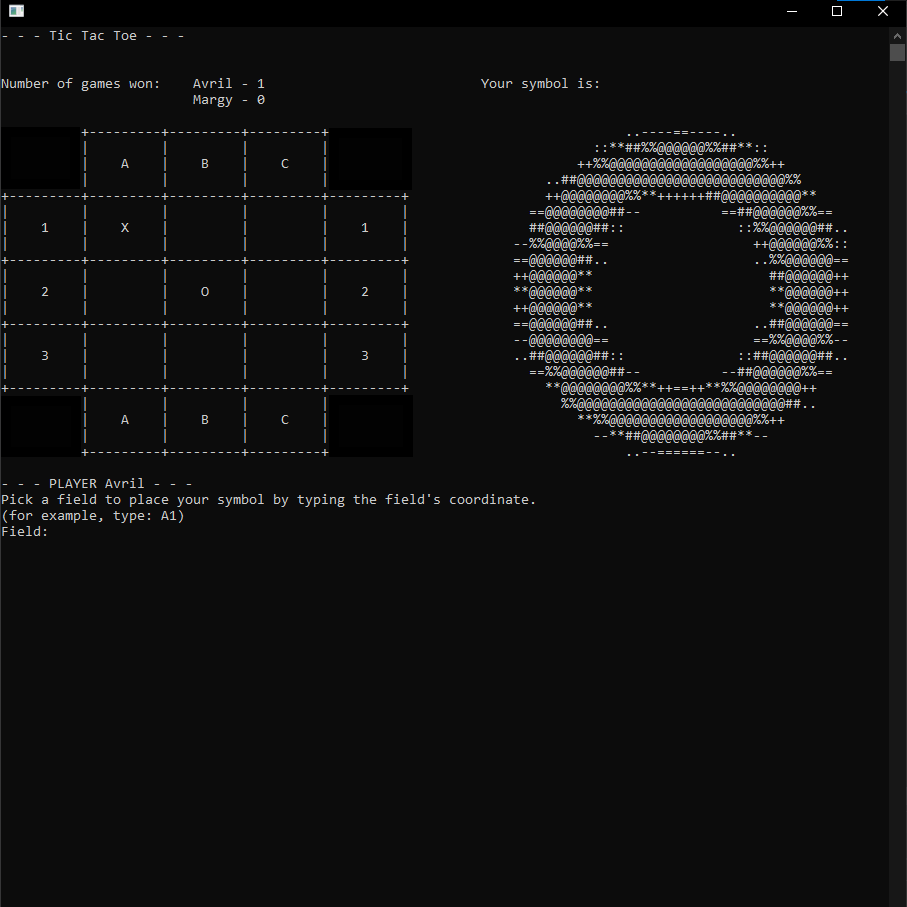 - - - Tic Tac Toe - - -
Number of games won:    Avril - 1                           Your symbol is:
                        Margy - 0
A B C
1 X 1
2 O 2
3 3
A B C
- - - PLAYER Avril - - -
Pick a field to place your symbol by typing the field's coordinate.
(for example, type: A1)
Field: